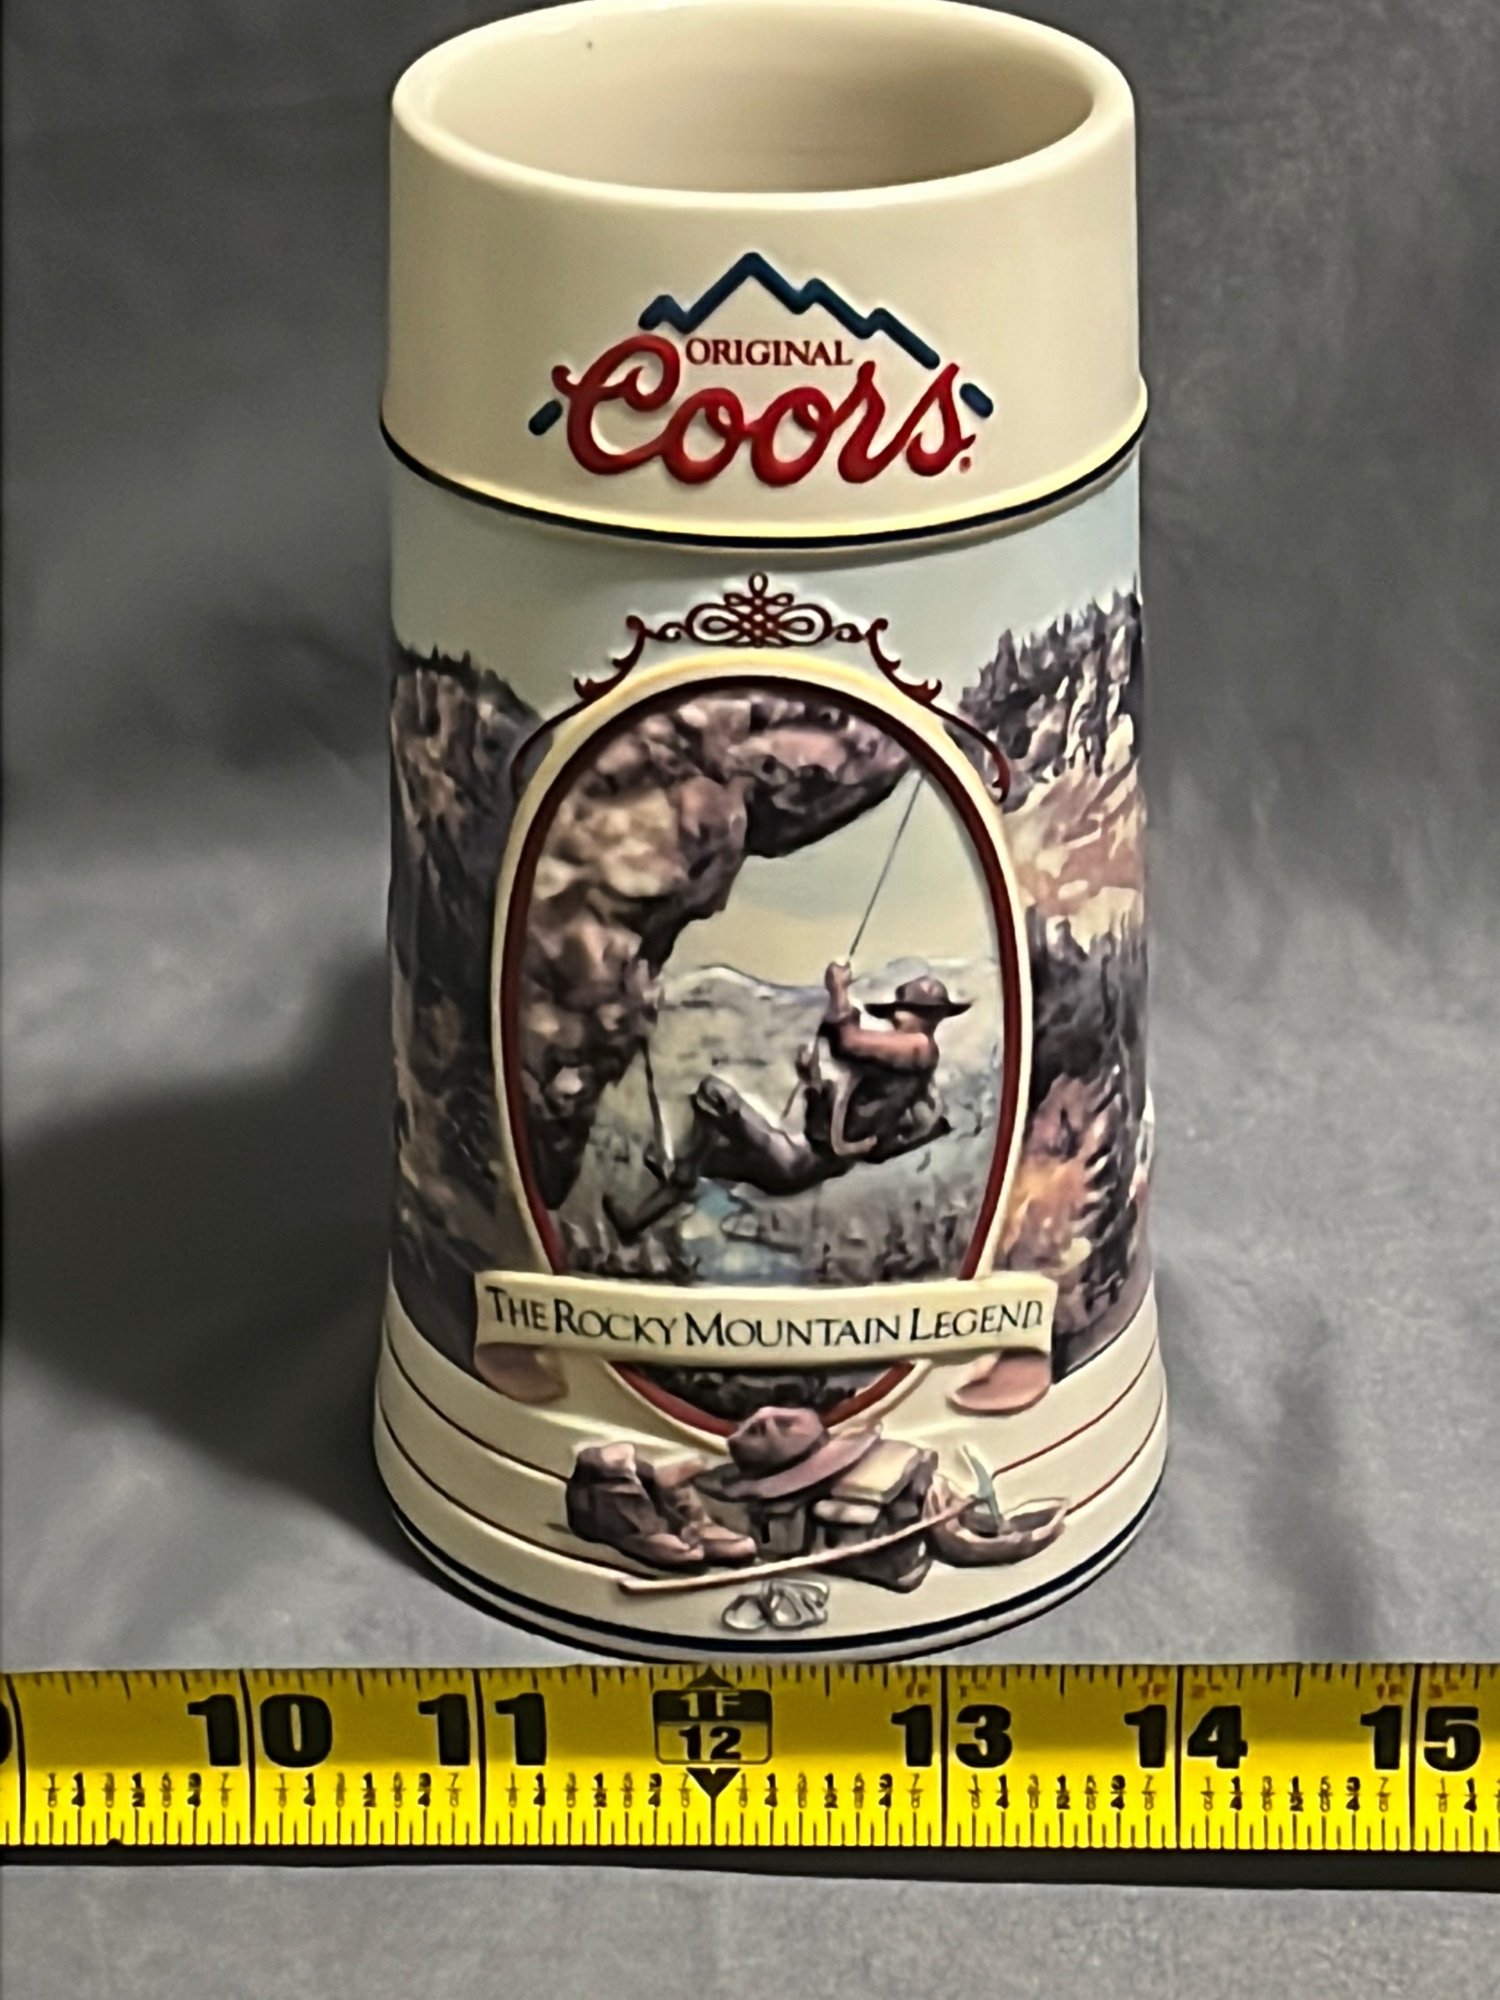 ORIGINAL
Coors
THE ROCKY MOUNTAIN LEGEND
10 11 1F 12 13 14 15